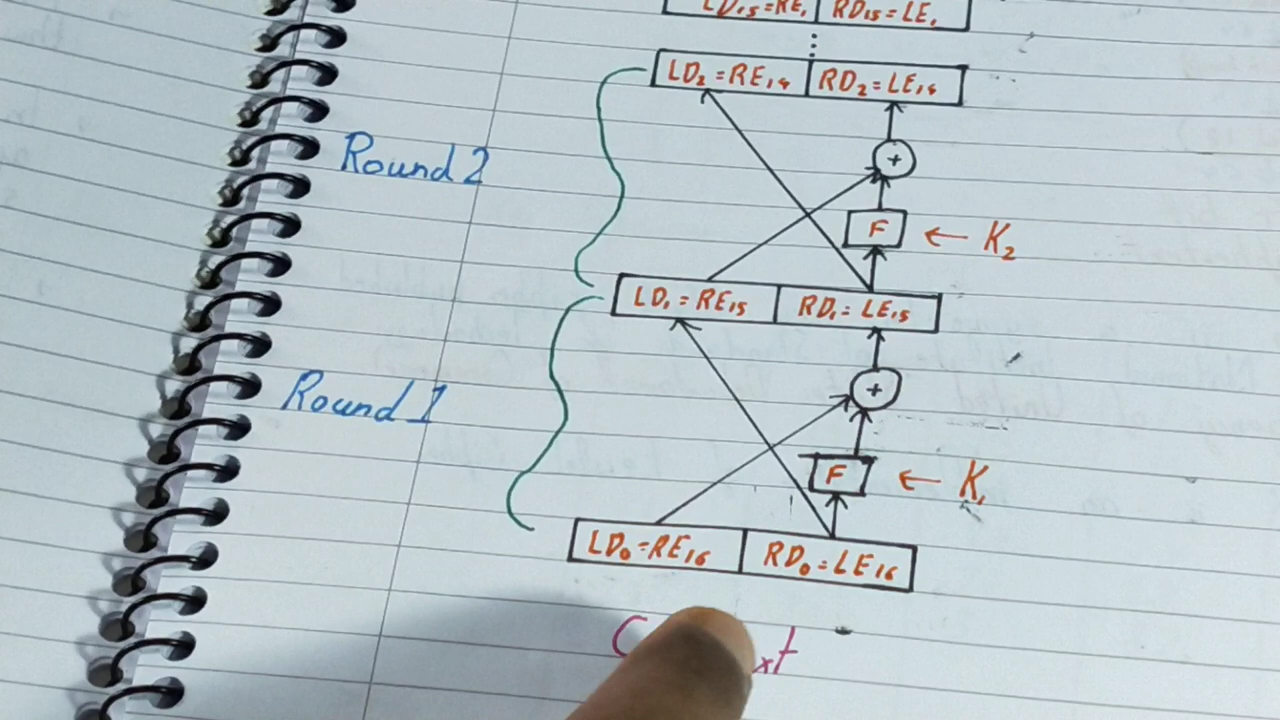 LD₁₅=RE₁ RD₁₅=LE₁
LD₂=RE₁₄ RD₂=LE₁₄
Round 2
+
F ← K₂
LD₁=RE₁₅ RD₁=LE₁₅
Round 1
+
F ← K₁
LD₀=RE₁₆ RD₀=LE₁₆